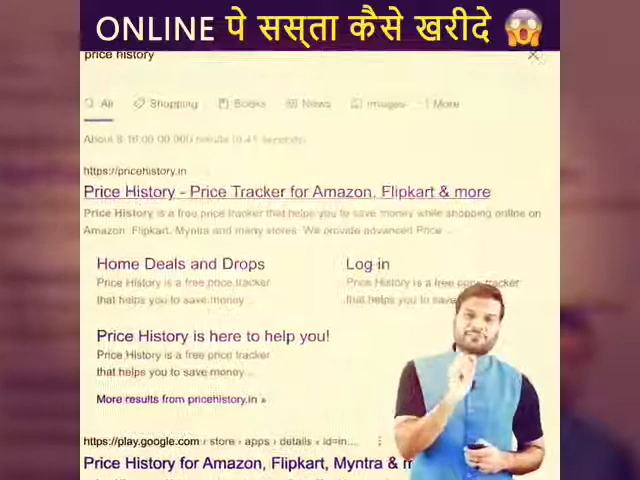 ONLINE पे सस्ता कैसे खरीदे
price history
All Shopping Books News Images More
https://pricehistory.in
Price History - Price Tracker for Amazon, Flipkart & more
Price History is a free price tracker that helps you to save money while shopping online on
Amazon, Flipkart, Myntra and many stores. We provide advanced Price ...
Home Deals and Drops
Log in
Price History is a free price tracker
that helps you to save money ...
Price History is a free price tracker
that helps you to save
Price History is here to help you!
Price History is a free price tracker
that helps you to save money ...
More results from pricehistory.in »
https://play.google.com › store › apps › details › id=in...
Price History for Amazon, Flipkart, Myntra &